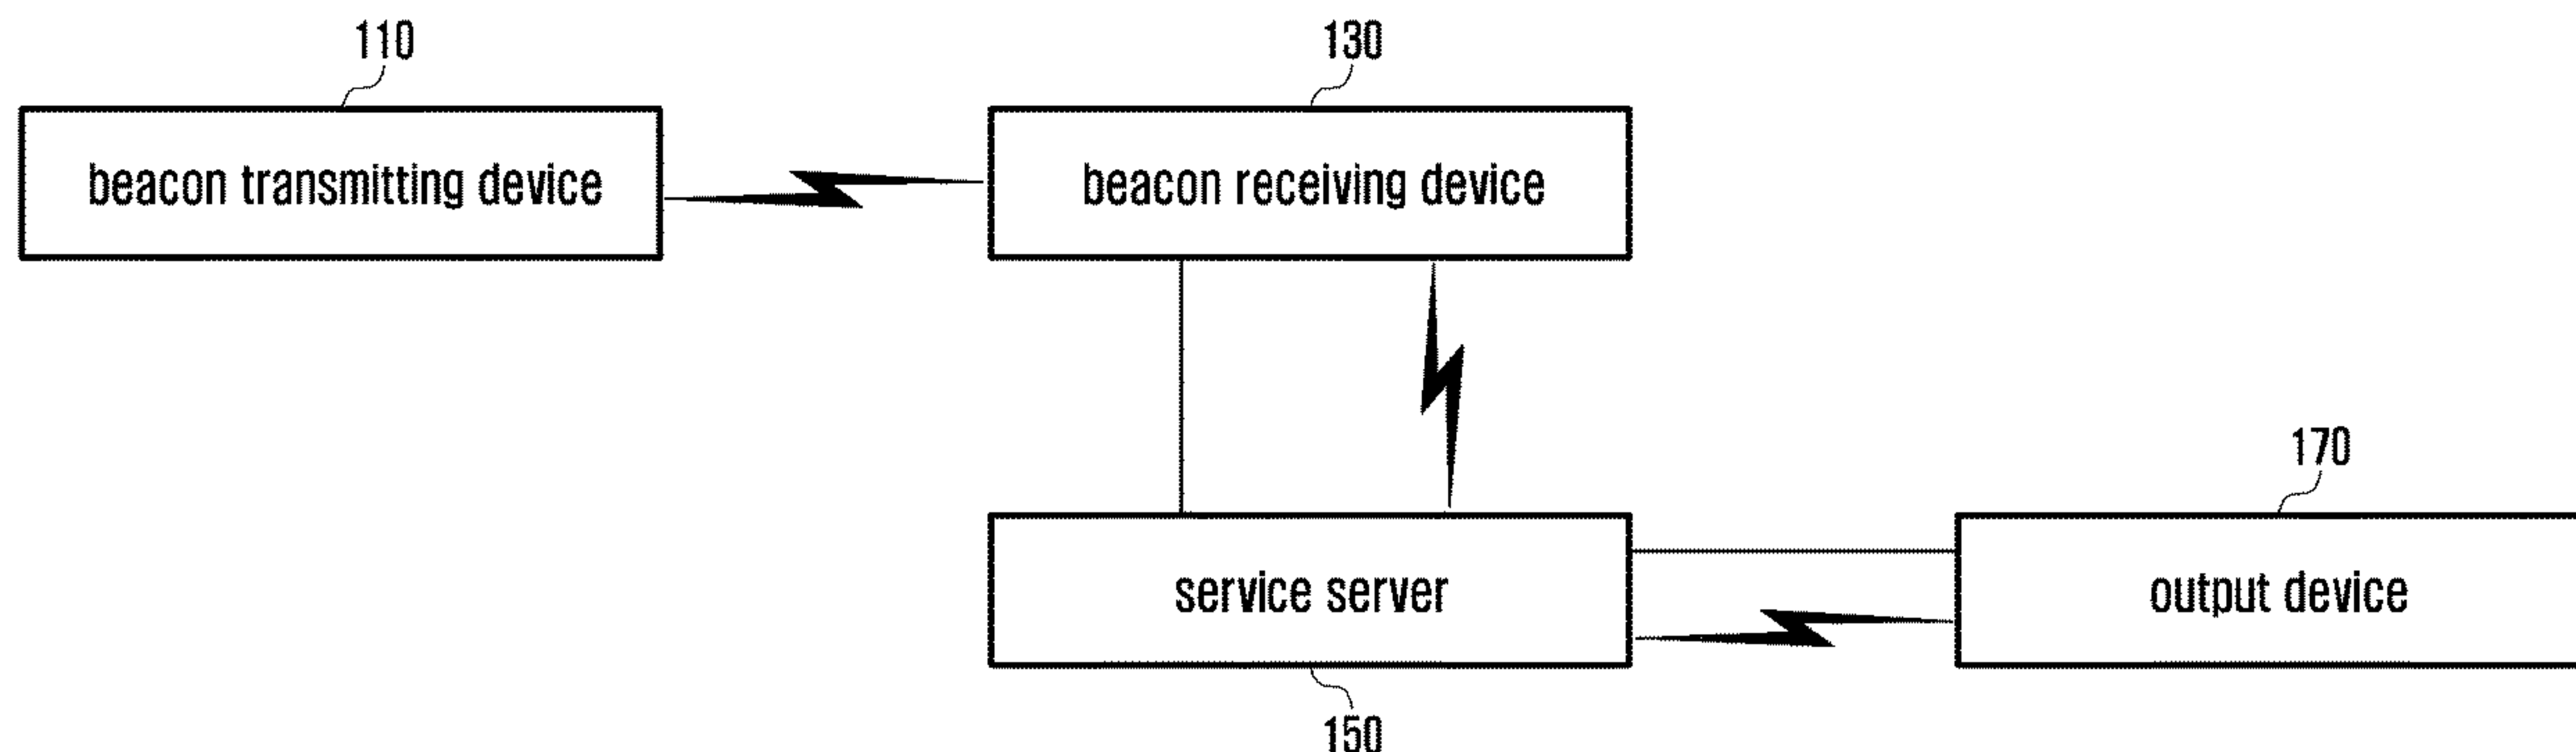 110
130
beacon transmitting device
beacon receiving device
170
service server
output device
150